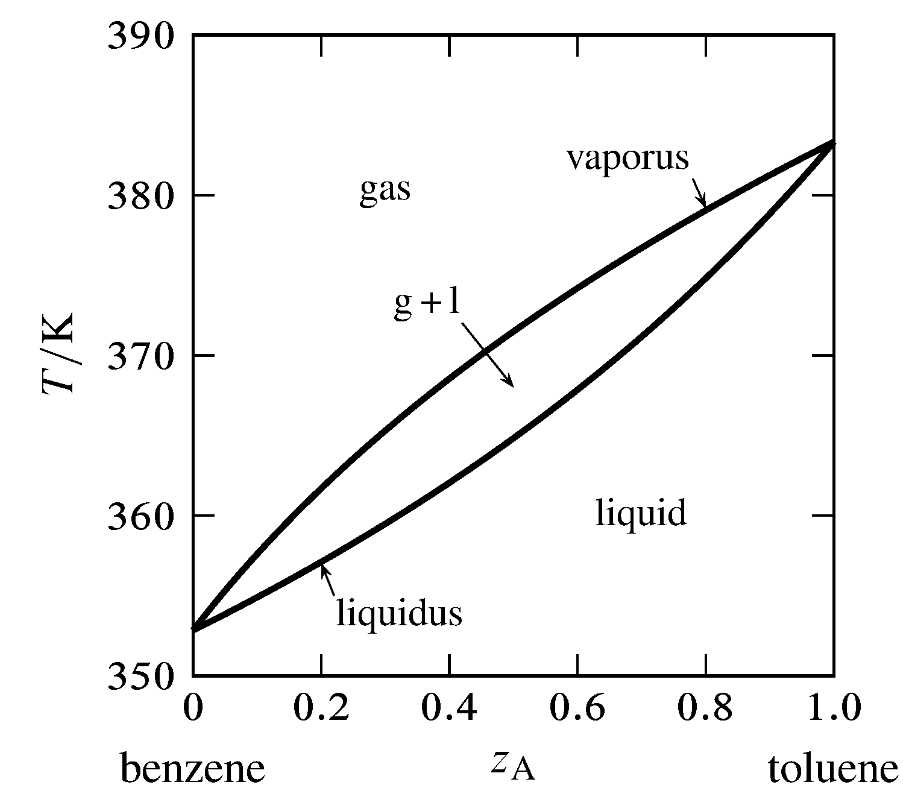 390
vaporus
380
gas
g + l
T/K
370
360
liquid
liquidus
350
0 0.2 0.4 0.6 0.8 1.0
benzene zA toluene